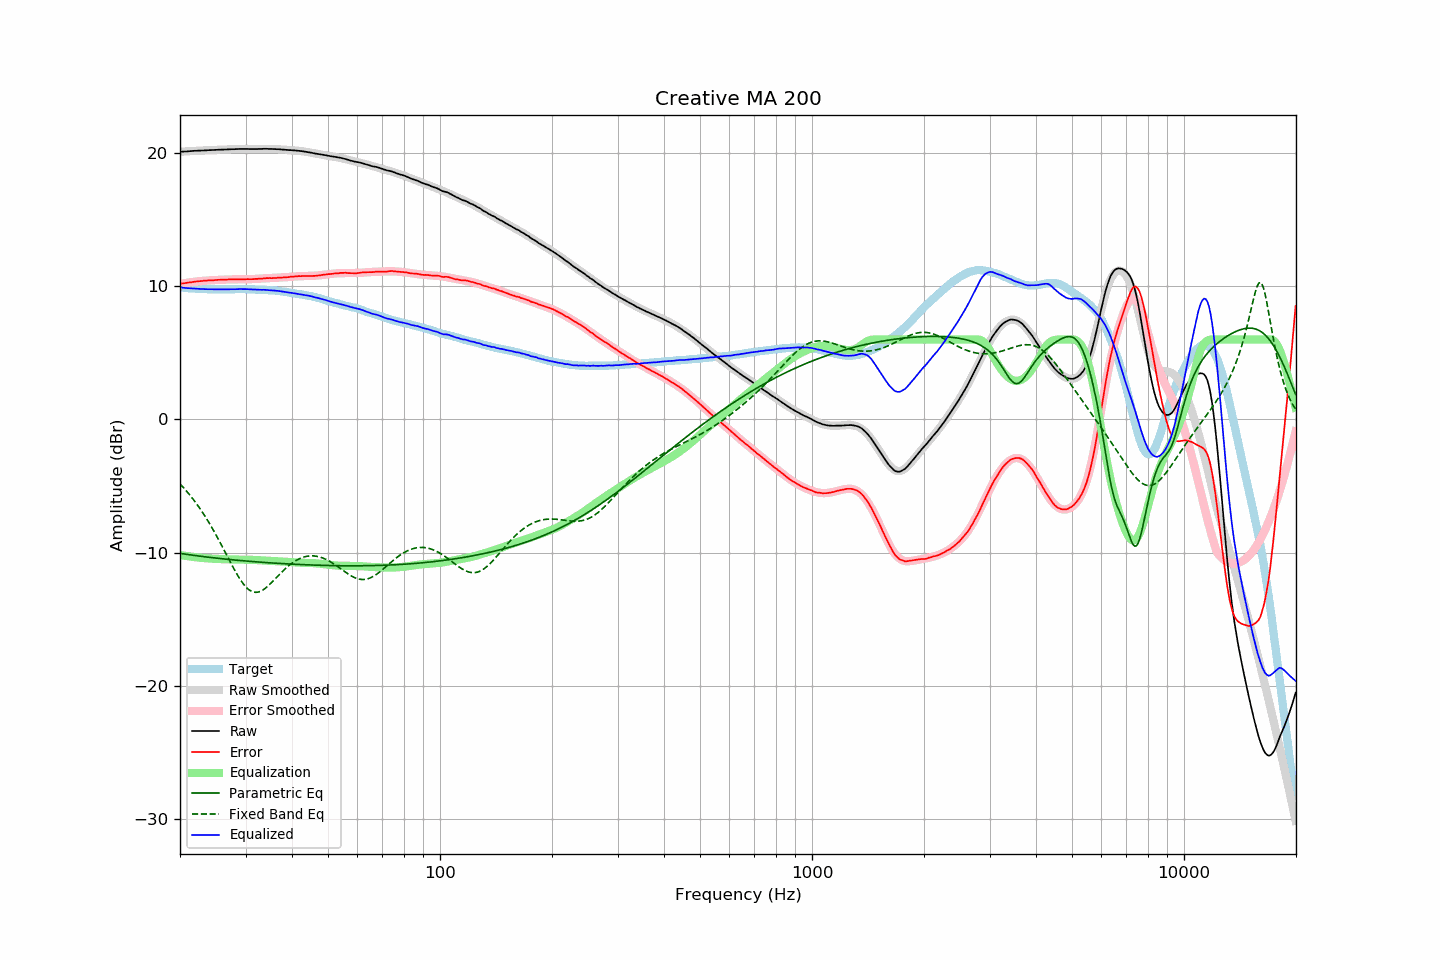 Creative MA 200
20
10
0
−10
−20
−30
Amplitude (dBr)
Target
Raw Smoothed
Error Smoothed
Raw
Error
Equalization
Parametric Eq
Fixed Band Eq
Equalized
100
1000
10000
Frequency (Hz)